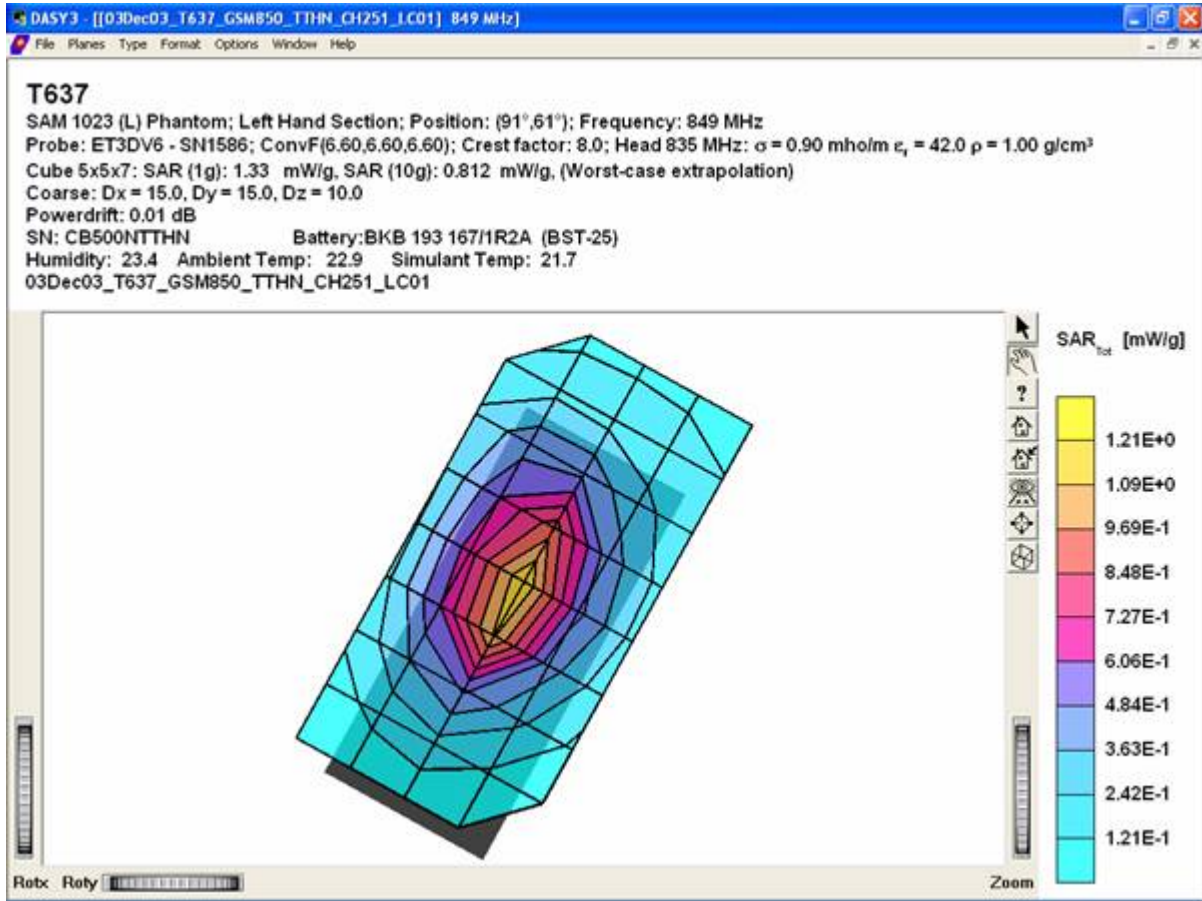 DASY3 - [[03Dec03_T637_GSM850_TTHN_CH251_LC01] 849 MHz]
File Planes Type Format Options Window Help
T637
SAM 1023 (L) Phantom; Left Hand Section; Position: (91°,61°); Frequency: 849 MHz
Probe: ET3DV6 - SN1586; ConvF(6.60,6.60,6.60); Crest factor: 8.0; Head 835 MHz: σ = 0.90 mho/m εr = 42.0 ρ = 1.00 g/cm³
Cube 5x5x7: SAR (1g): 1.33 mW/g, SAR (10g): 0.812 mW/g, (Worst-case extrapolation)
Coarse: Dx = 15.0, Dy = 15.0, Dz = 10.0
Powerdrift: 0.01 dB
SN: CB500NTTHN Battery:BKB 193 167/1R2A (BST-25)
Humidity: 23.4 Ambient Temp: 22.9 Simulant Temp: 21.7
03Dec03_T637_GSM850_TTHN_CH251_LC01
SARTot [mW/g]
?
1.21E+0
1.09E+0
9.69E-1
8.48E-1
7.27E-1
6.06E-1
4.84E-1
3.63E-1
2.42E-1
1.21E-1
Rotx Roty Zoom